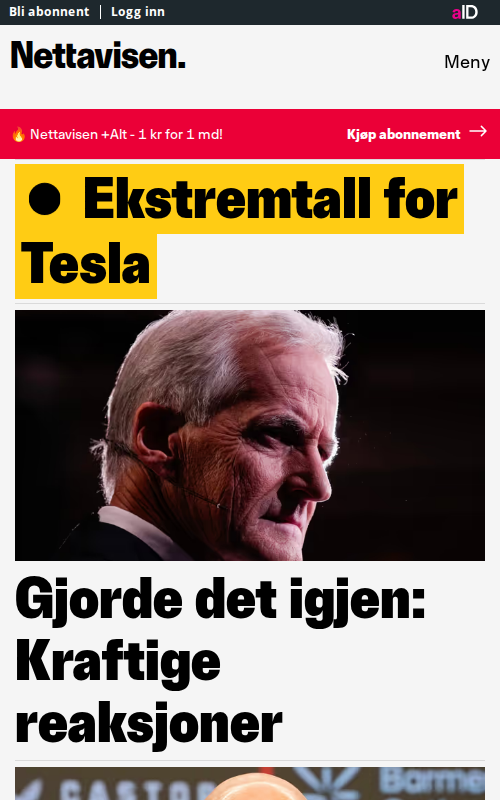 Bli abonnent | Logg inn
aID
Nettavisen.
Meny
🔥 Nettavisen +Alt - 1 kr for 1 md!
Kjøp abonnement →
● Ekstremtall for
Tesla
Gjorde det igjen:
Kraftige
reaksjoner
CASTOR
Barme